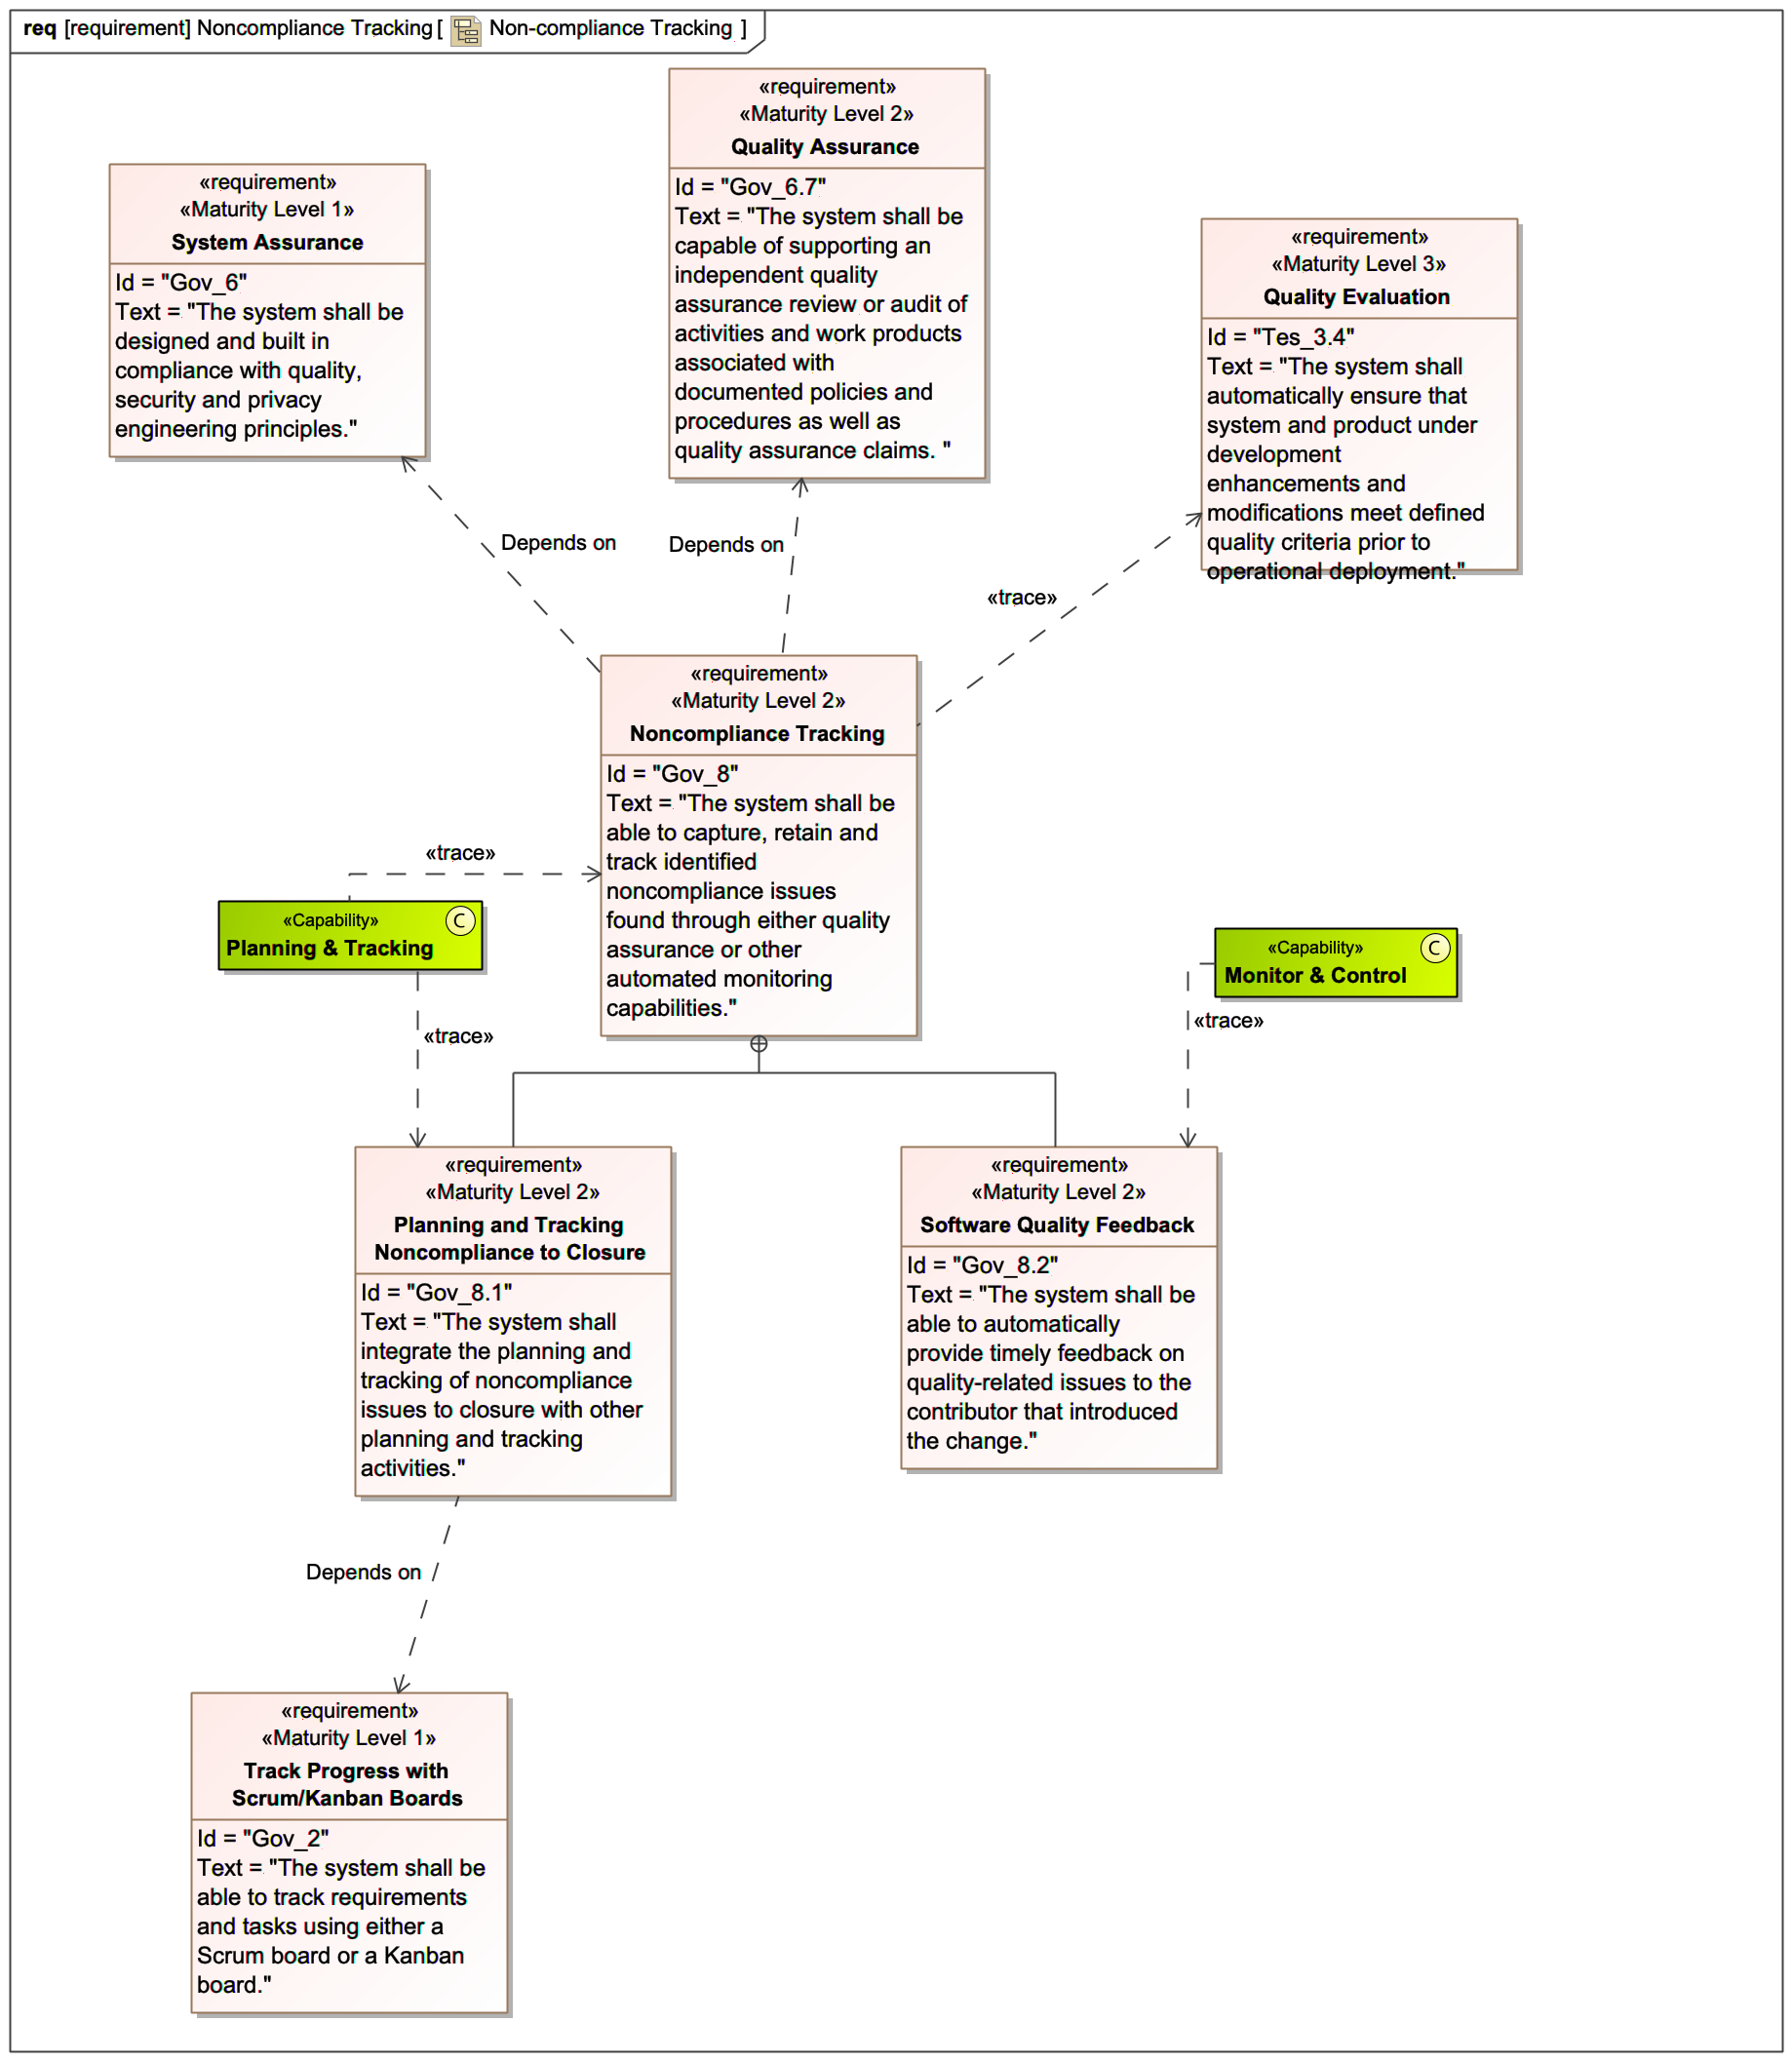 req [requirement] Noncompliance Tracking [ Non-compliance Tracking ]
«requirement»
«Maturity Level 2»
Quality Assurance
Id = "Gov_6.7"
Text = "The system shall be
capable of supporting an
independent quality
assurance review or audit of
activities and work products
associated with
documented policies and
procedures as well as
quality assurance claims. "
«requirement»
«Maturity Level 1»
System Assurance
Id = "Gov_6"
Text = "The system shall be
designed and built in
compliance with quality,
security and privacy
engineering principles."
«requirement»
«Maturity Level 3»
Quality Evaluation
Id = "Tes_3.4"
Text = "The system shall
automatically ensure that
system and product under
development
enhancements and
modifications meet defined
quality criteria prior to
operational deployment."
Depends on
Depends on
«trace»
«requirement»
«Maturity Level 2»
Noncompliance Tracking
Id = "Gov_8"
Text = "The system shall be
able to capture, retain and
track identified
noncompliance issues
found through either quality
assurance or other
automated monitoring
capabilities."
«trace»
«Capability»
C
Planning & Tracking
«trace»
«Capability»
C
Monitor & Control
«trace»
«requirement»
«Maturity Level 2»
Planning and Tracking
Noncompliance to Closure
Id = "Gov_8.1"
Text = "The system shall
integrate the planning and
tracking of noncompliance
issues to closure with other
planning and tracking
activities."
«requirement»
«Maturity Level 2»
Software Quality Feedback
Id = "Gov_8.2"
Text = "The system shall be
able to automatically
provide timely feedback on
quality-related issues to the
contributor that introduced
the change."
Depends on
«requirement»
«Maturity Level 1»
Track Progress with
Scrum/Kanban Boards
Id = "Gov_2"
Text = "The system shall be
able to track requirements
and tasks using either a
Scrum board or a Kanban
board."